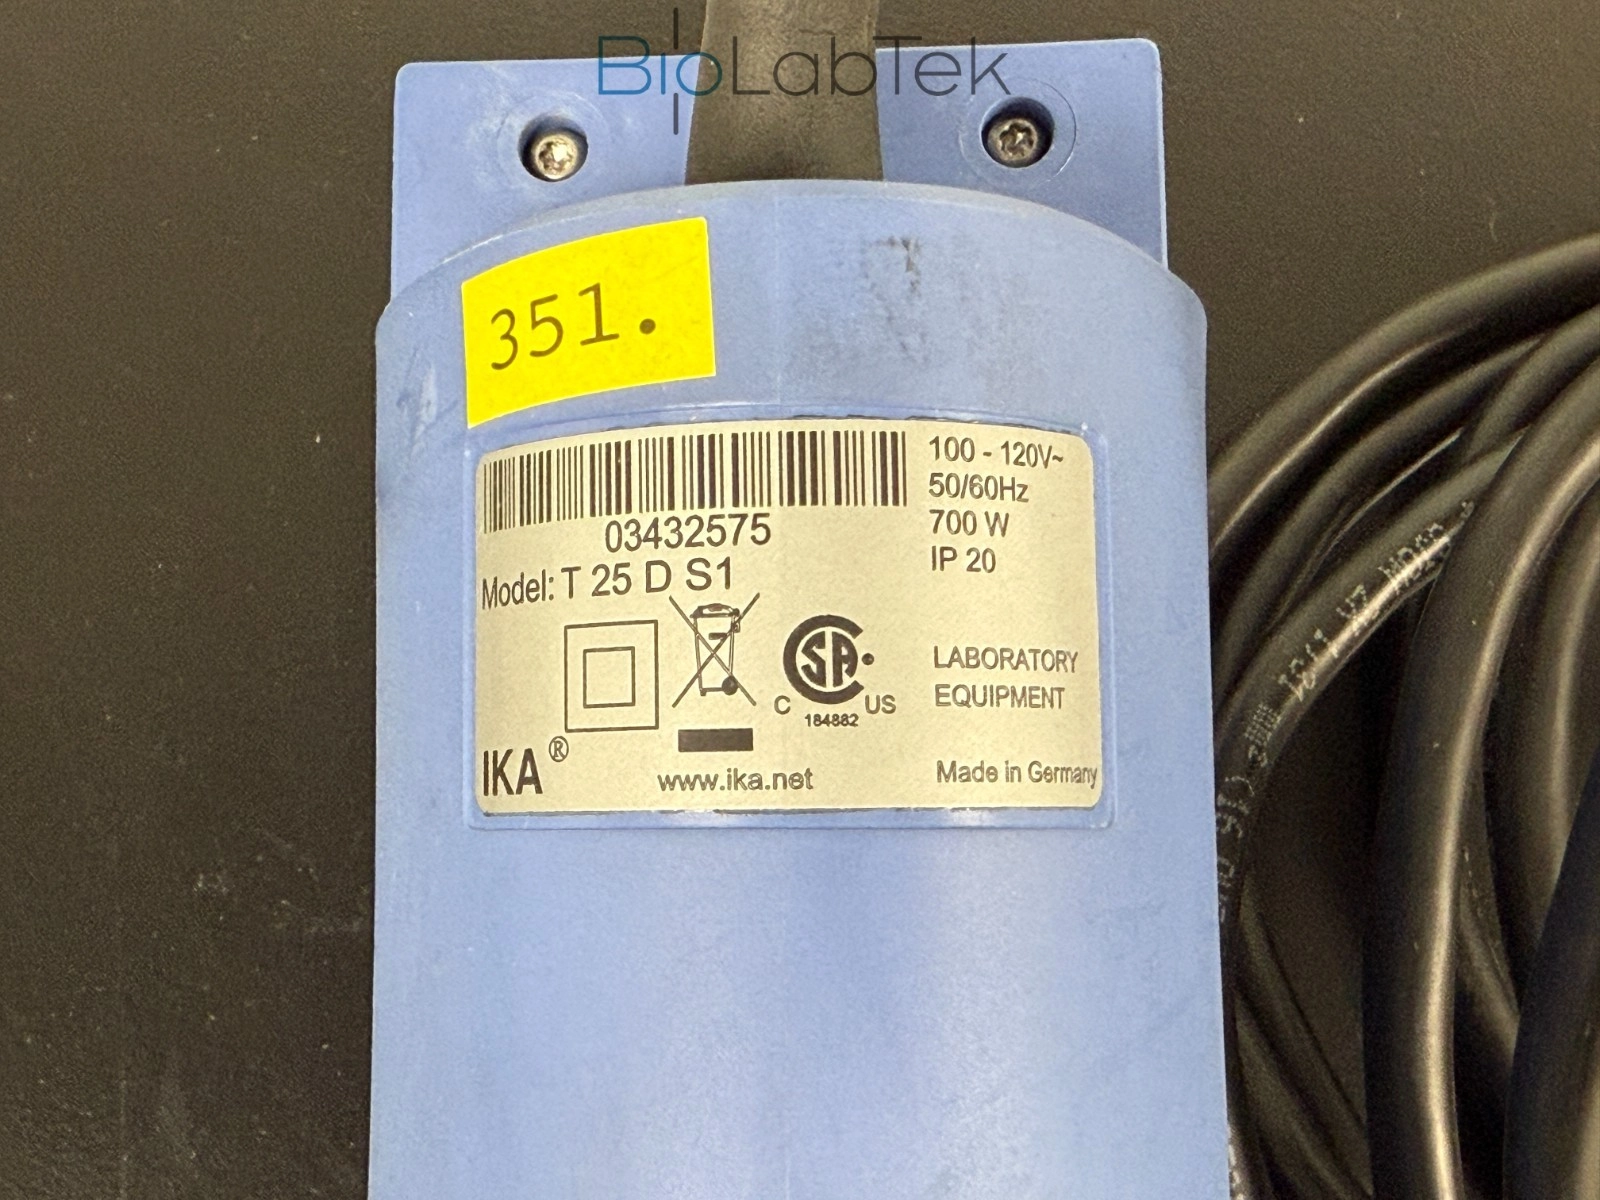 BioLabTek
351.
03432575
Model: T 25 D S1
100 - 120V~
50/60Hz
700 W
IP 20
CSA
C US
184882
LABORATORY
EQUIPMENT
IKA®
www.ika.net
Made in Germany